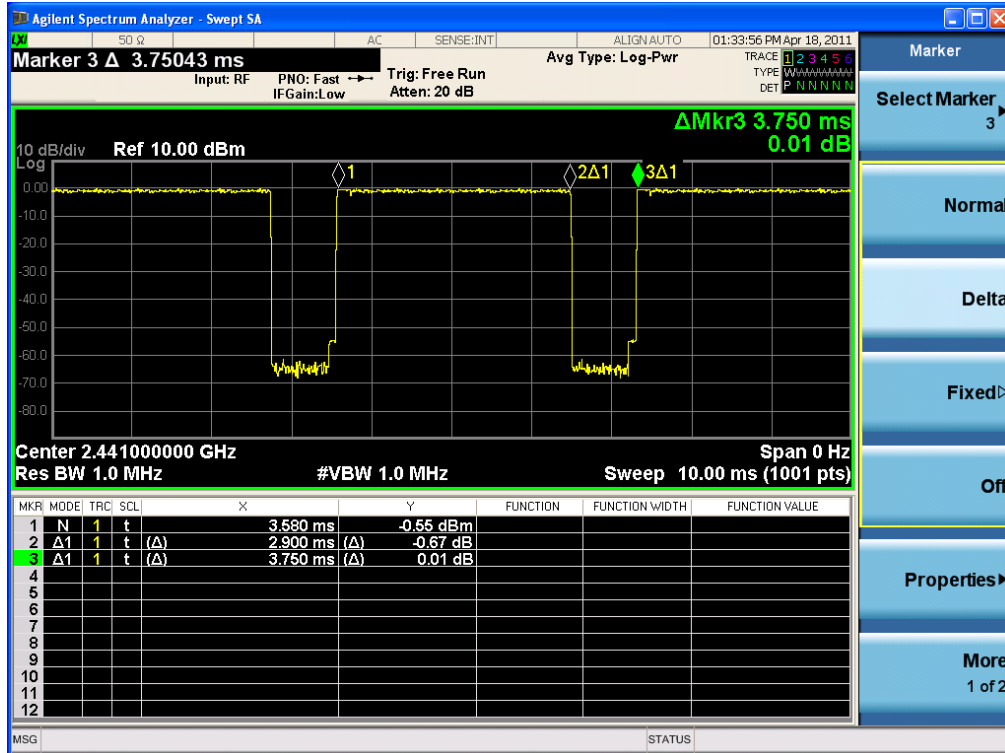 Agilent Spectrum Analyzer - Swept SA
LXI 50 Ω AC SENSE:INT ALIGNAUTO 01:33:56 PM Apr 18, 2011
Marker 3 Δ 3.75043 ms
Input: RF PNO: Fast Trig: Free Run Avg Type: Log-Pwr TRACE 1 2 3 4 5 6
TYPE W
IFGain:Low Atten: 20 dB DET P N N N N N
ΔMkr3 3.750 ms
10 dB/div Ref 10.00 dBm 0.01 dB
Log
1 2Δ1 3Δ1
0.00
-10.0
-20.0
-30.0
-40.0
-50.0
-60.0
-70.0
-80.0
Center 2.441000000 GHz Span 0 Hz
Res BW 1.0 MHz #VBW 1.0 MHz Sweep 10.00 ms (1001 pts)
MKR MODE TRC SCL X Y FUNCTION FUNCTION WIDTH FUNCTION VALUE
1 N 1 t 3.580 ms -0.55 dBm
2 Δ1 1 t (Δ) 2.900 ms (Δ) -0.67 dB
3 Δ1 1 t (Δ) 3.750 ms (Δ) 0.01 dB
4
5
6
7
8
9
10
11
12
MSG STATUS
Marker
Select Marker
3
Normal
Delta
Fixed
Off
Properties
More
1 of 2